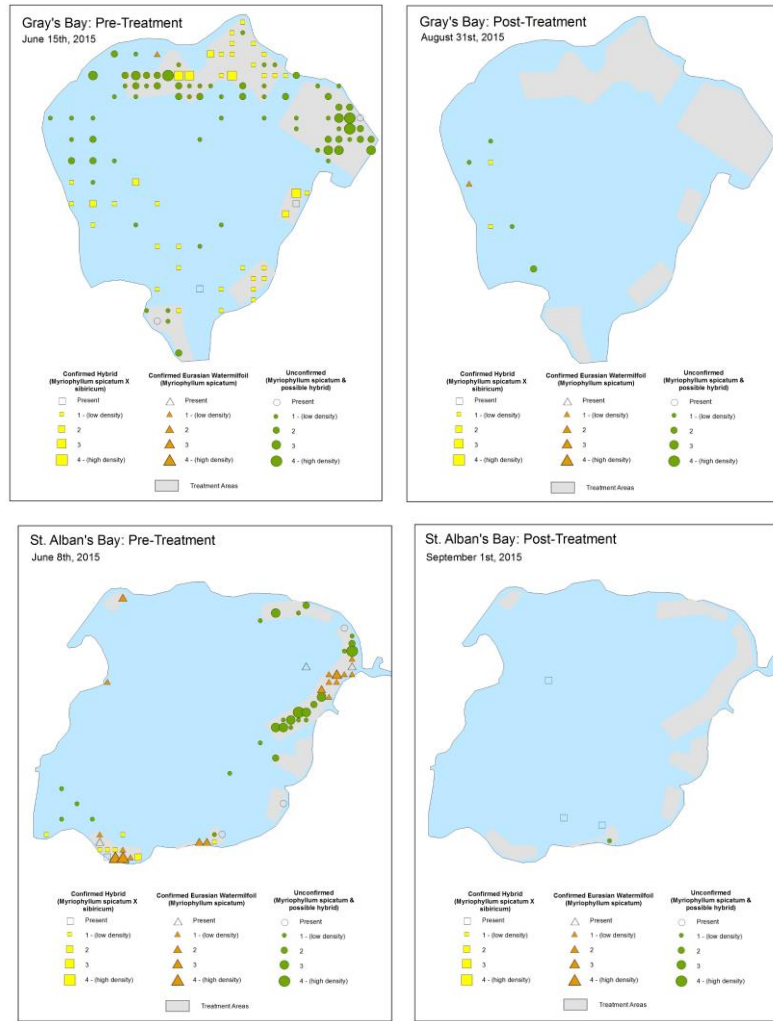 Gray's Bay: Pre-Treatment
June 15th, 2015
Confirmed Hybrid
(Myriophyllum spicatum X
sibiricum)
Present
1 - (low density)
2
3
4 - (high density)
Confirmed Eurasian Watermilfoil
(Myriophyllum spicatum)
Present
1 - (low density)
2
3
4 - (high density)
Unconfirmed
(Myriophyllum spicatum &
possible hybrid)
Present
1 - (low density)
2
3
4 - (high density)
Treatment Areas
Gray's Bay: Post-Treatment
August 31st, 2015
Confirmed Hybrid
(Myriophyllum spicatum X
sibiricum)
Present
1 - (low density)
2
3
4 - (high density)
Confirmed Eurasian Watermilfoil
(Myriophyllum spicatum)
Present
1 - (low density)
2
3
4 - (high density)
Unconfirmed
(Myriophyllum spicatum &
possible hybrid)
Present
1 - (low density)
2
3
4 - (high density)
Treatment Areas
St. Alban's Bay: Pre-Treatment
June 8th, 2015
Confirmed Hybrid
(Myriophyllum spicatum X
sibiricum)
Present
1 - (low density)
2
3
4 - (high density)
Confirmed Eurasian Watermilfoil
(Myriophyllum spicatum)
Present
1 - (low density)
2
3
4 - (high density)
Unconfirmed
(Myriophyllum spicatum &
possible hybrid)
Present
1 - (low density)
2
3
4 - (high density)
Treatment Areas
St. Alban's Bay: Post-Treatment
September 1st, 2015
Confirmed Hybrid
(Myriophyllum spicatum X
sibiricum)
Present
1 - (low density)
2
3
4 - (high density)
Confirmed Eurasian Watermilfoil
(Myriophyllum spicatum)
Present
1 - (low density)
2
3
4 - (high density)
Unconfirmed
(Myriophyllum spicatum &
possible hybrid)
Present
1 - (low density)
2
3
4 - (high density)
Treatment Areas